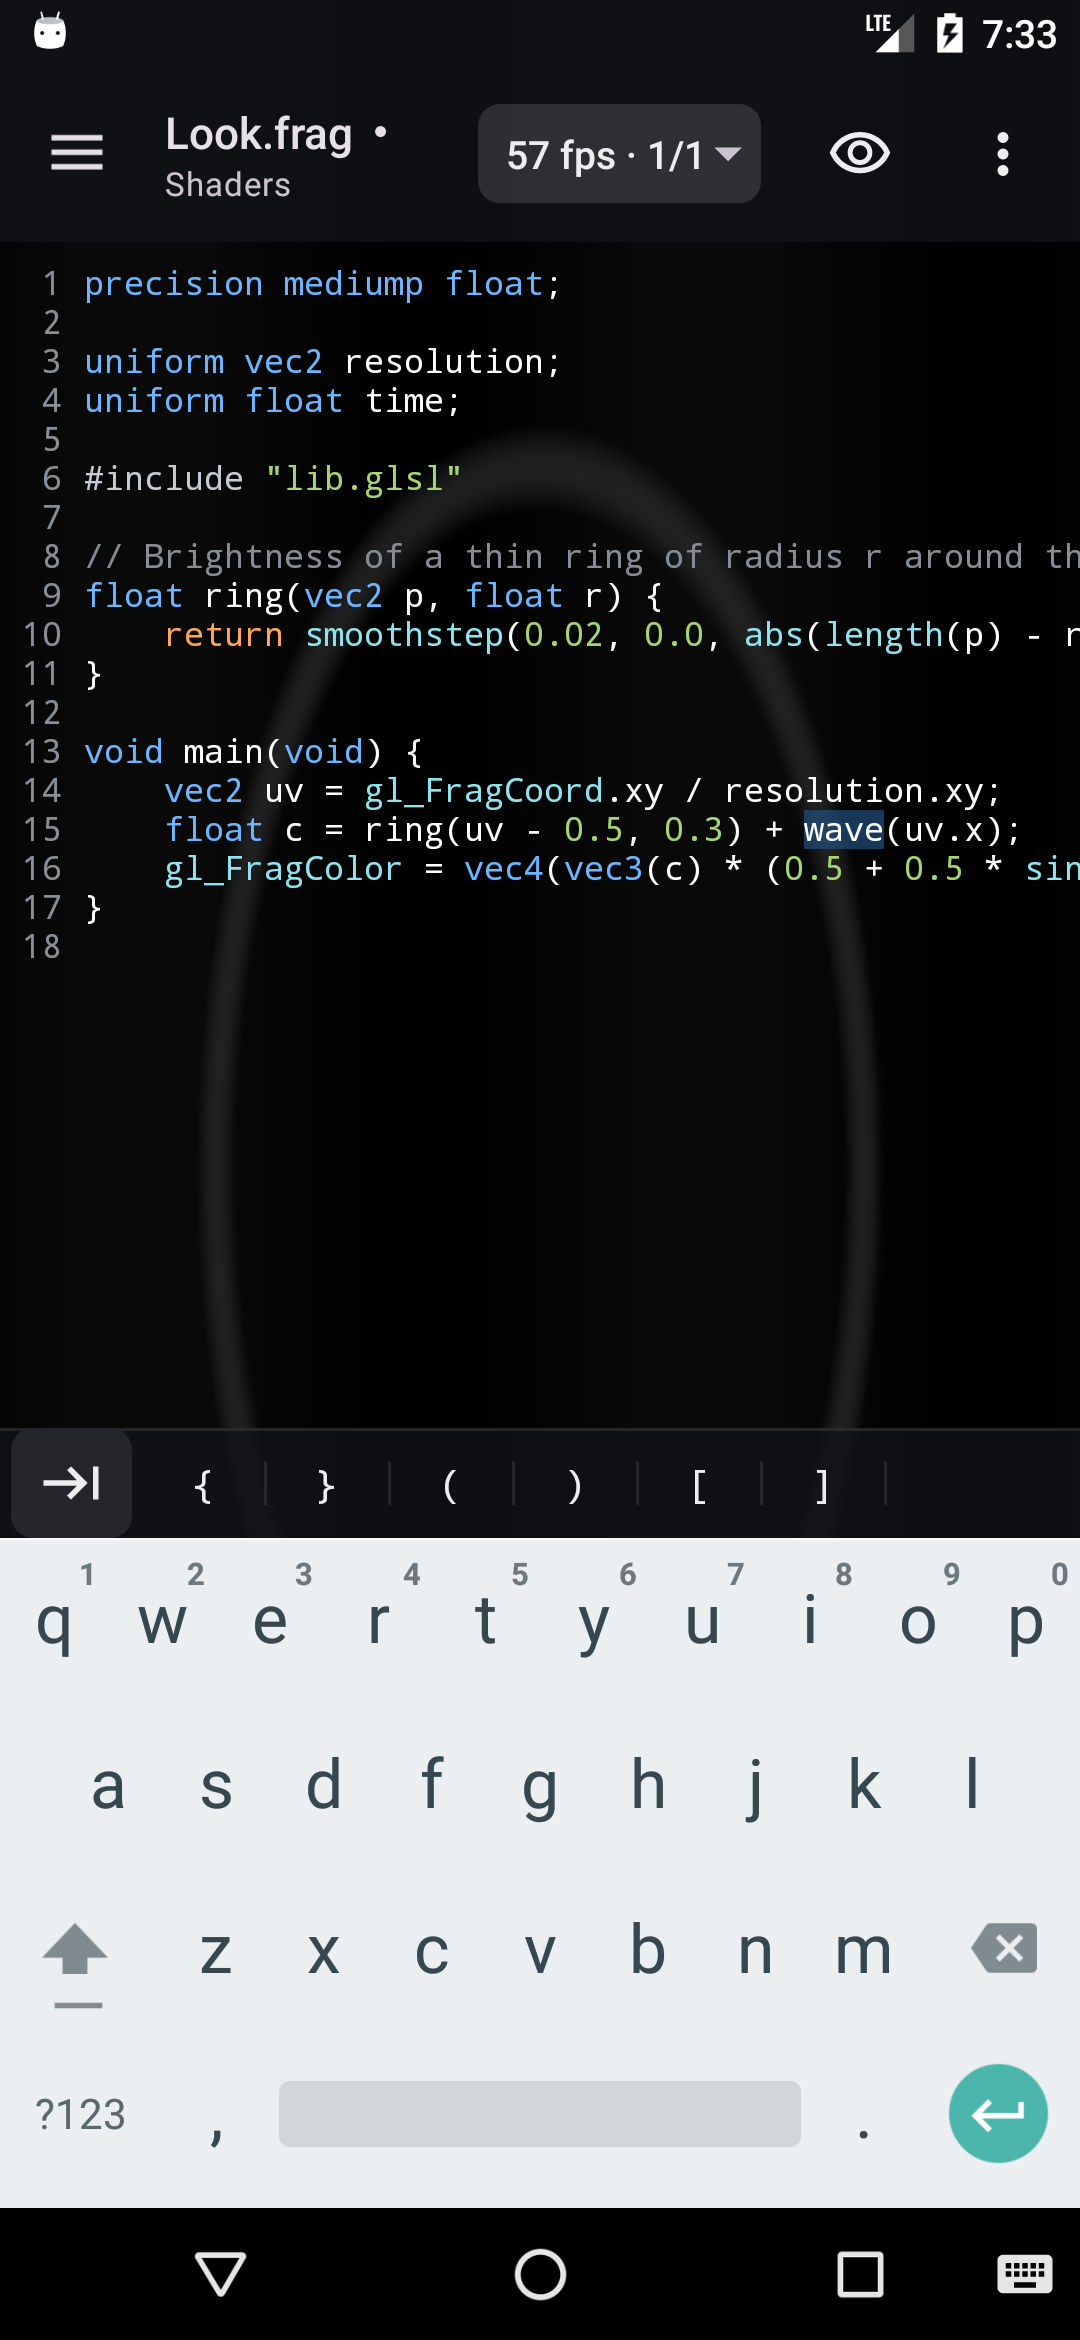 LTE 7:33
Look.frag •
Shaders
57 fps · 1/1
1 precision mediump float;
2
3 uniform vec2 resolution;
4 uniform float time;
5
6 #include "lib.glsl"
7
8 // Brightness of a thin ring of radius r around th
9 float ring(vec2 p, float r) {
10     return smoothstep(0.02, 0.0, abs(length(p) - r
11 }
12
13 void main(void) {
14     vec2 uv = gl_FragCoord.xy / resolution.xy;
15     float c = ring(uv - 0.5, 0.3) + wave(uv.x);
16     gl_FragColor = vec4(vec3(c) * (0.5 + 0.5 * sin
17 }
18
{ } ( ) [ ]
1 2 3 4 5 6 7 8 9 0
q w e r t y u i o p
a s d f g h j k l
z x c v b n m
?123 , .